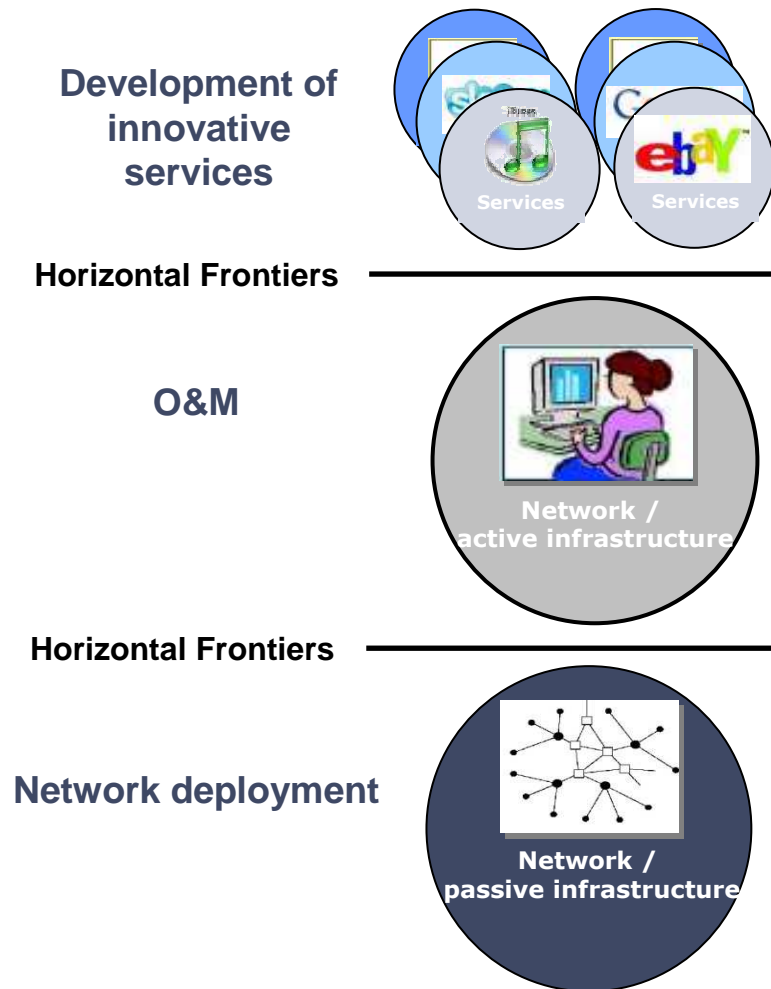 Development of
innovative
services
iTunes
ebaY™
Services
Services
Horizontal Frontiers
O&M
Network /
active infrastructure
Horizontal Frontiers
Network deployment
Network /
passive infrastructure